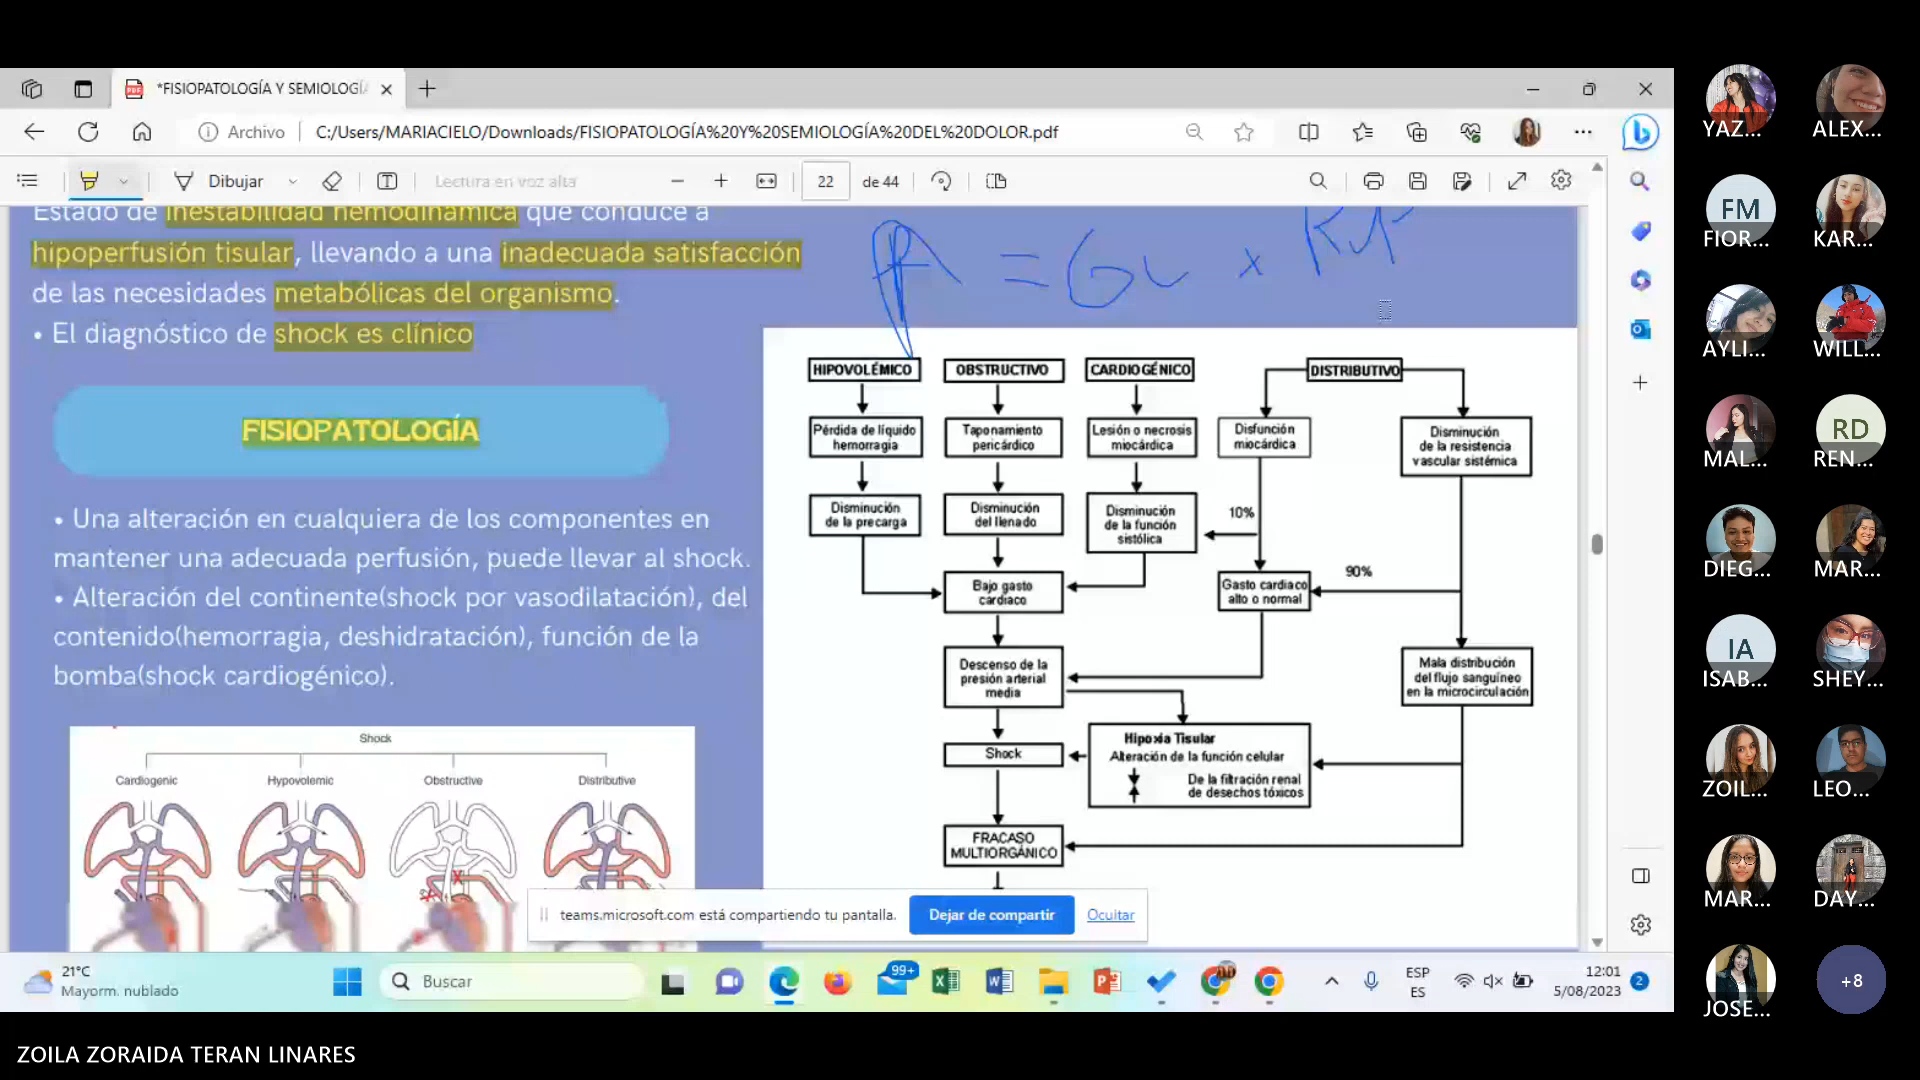 *FISIOPATOLOGÍA Y SEMIOLOGÍA
Archivo
C:/Users/MARIACIELO/Downloads/FISIOPATOLOGÍA%20Y%20SEMIOLOGÍA%20DEL%20DOLOR.pdf
Dibujar
Lectura en voz alta
22 de 44
Estado de inestabilidad hemodinámica que conduce a
hipoperfusión tisular, llevando a una inadecuada satisfacción
de las necesidades metabólicas del organismo.
• El diagnóstico de shock es clínico
FISIOPATOLOGÍA
• Una alteración en cualquiera de los componentes en
mantener una adecuada perfusión, puede llevar al shock.
• Alteración del continente(shock por vasodilatación), del
contenido(hemorragia, deshidratación), función de la
bomba(shock cardiogénico).
Shock
Cardiogenic
Hypovolemic
Obstructive
Distributive
HIPOVOLÉMICO
OBSTRUCTIVO
CARDIOGÉNICO
DISTRIBUTIVO
Pérdida de líquido
hemorragia
Taponamiento
pericárdico
Lesión o necrosis
miocárdica
Disfunción
miocárdica
Disminución
de la resistencia
vascular sistémica
Disminución
de la precarga
Disminución
del llenado
Disminución
de la función
sistólica
10%
Bajo gasto
cardiaco
Gasto cardiaco
alto o normal
90%
Descenso de la
presión arterial
media
Mala distribución
del flujo sanguíneo
en la microcirculación
Shock
Hipoxia Tisular
Alteración de la función celular
De la filtración renal
de desechos tóxicos
FRACASO
MULTIORGÁNICO
teams.microsoft.com está compartiendo tu pantalla.
Dejar de compartir
Ocultar
21°C
Mayorm. nublado
Buscar
99+
ESP
ES
12:01
5/08/2023
2
YAZ...
ALEX...
FM
FIOR...
KAR...
AYLI...
WILL...
MAL...
RD
REN...
DIEG...
MAR...
IA
ISAB...
SHEY...
ZOIL...
LEO...
MAR...
DAY...
JOSE...
+8
ZOILA ZORAIDA TERAN LINARES